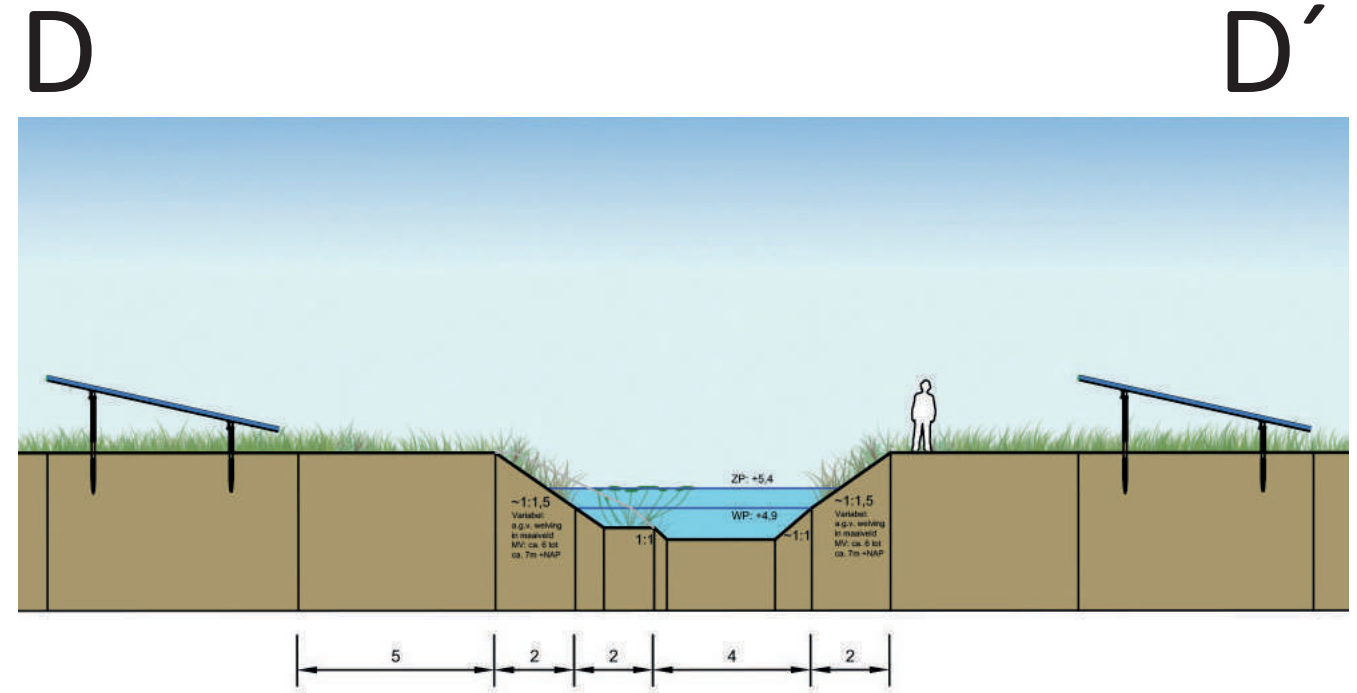 D D´
ZP: +5,4
WP: +4,9
~1:1,5
Variabel:
a.g.v. welving
in maaiveld
MV: ca. 6 tot
ca. 7m +NAP
1:1
~1:1
~1:1,5
Variabel:
a.g.v. welving
in maaiveld
MV: ca. 6 tot
ca. 7m +NAP
5 2 2 4 2